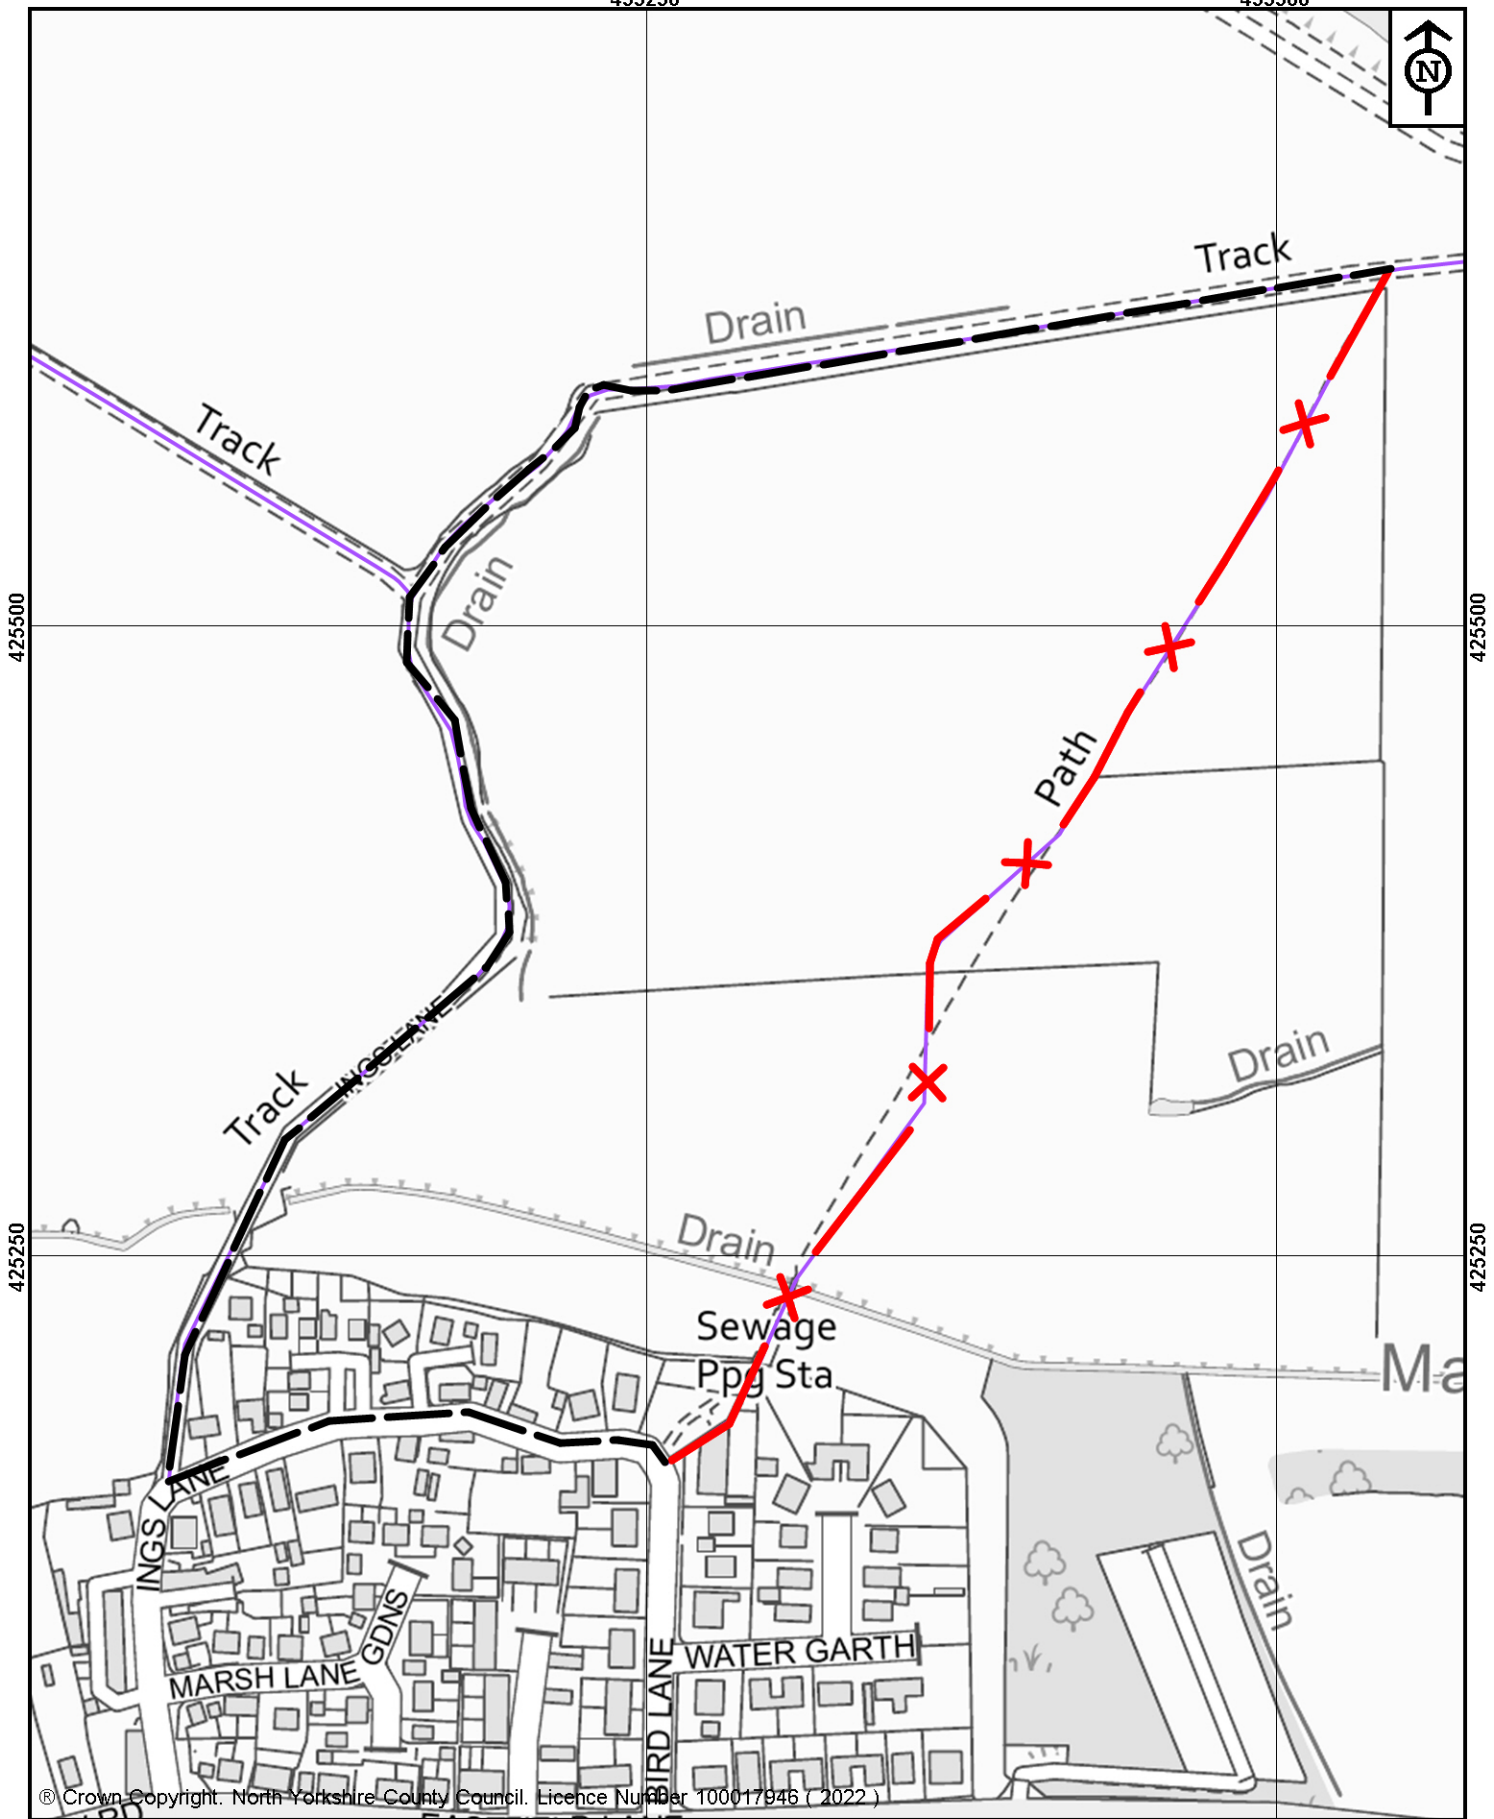 N
Track
Drain
Track
Drain
425500
425500
Path
INGS LANE
Track
Drain
Drain
425250
425250
Sewage
Ppg Sta
Ma
INGS LANE
Drain
GDNS
MARSH LANE
WATER GARTH
BIRD LANE
® Crown Copyright. North Yorkshire County Council. Licence Number 100017946 ( 2022 )